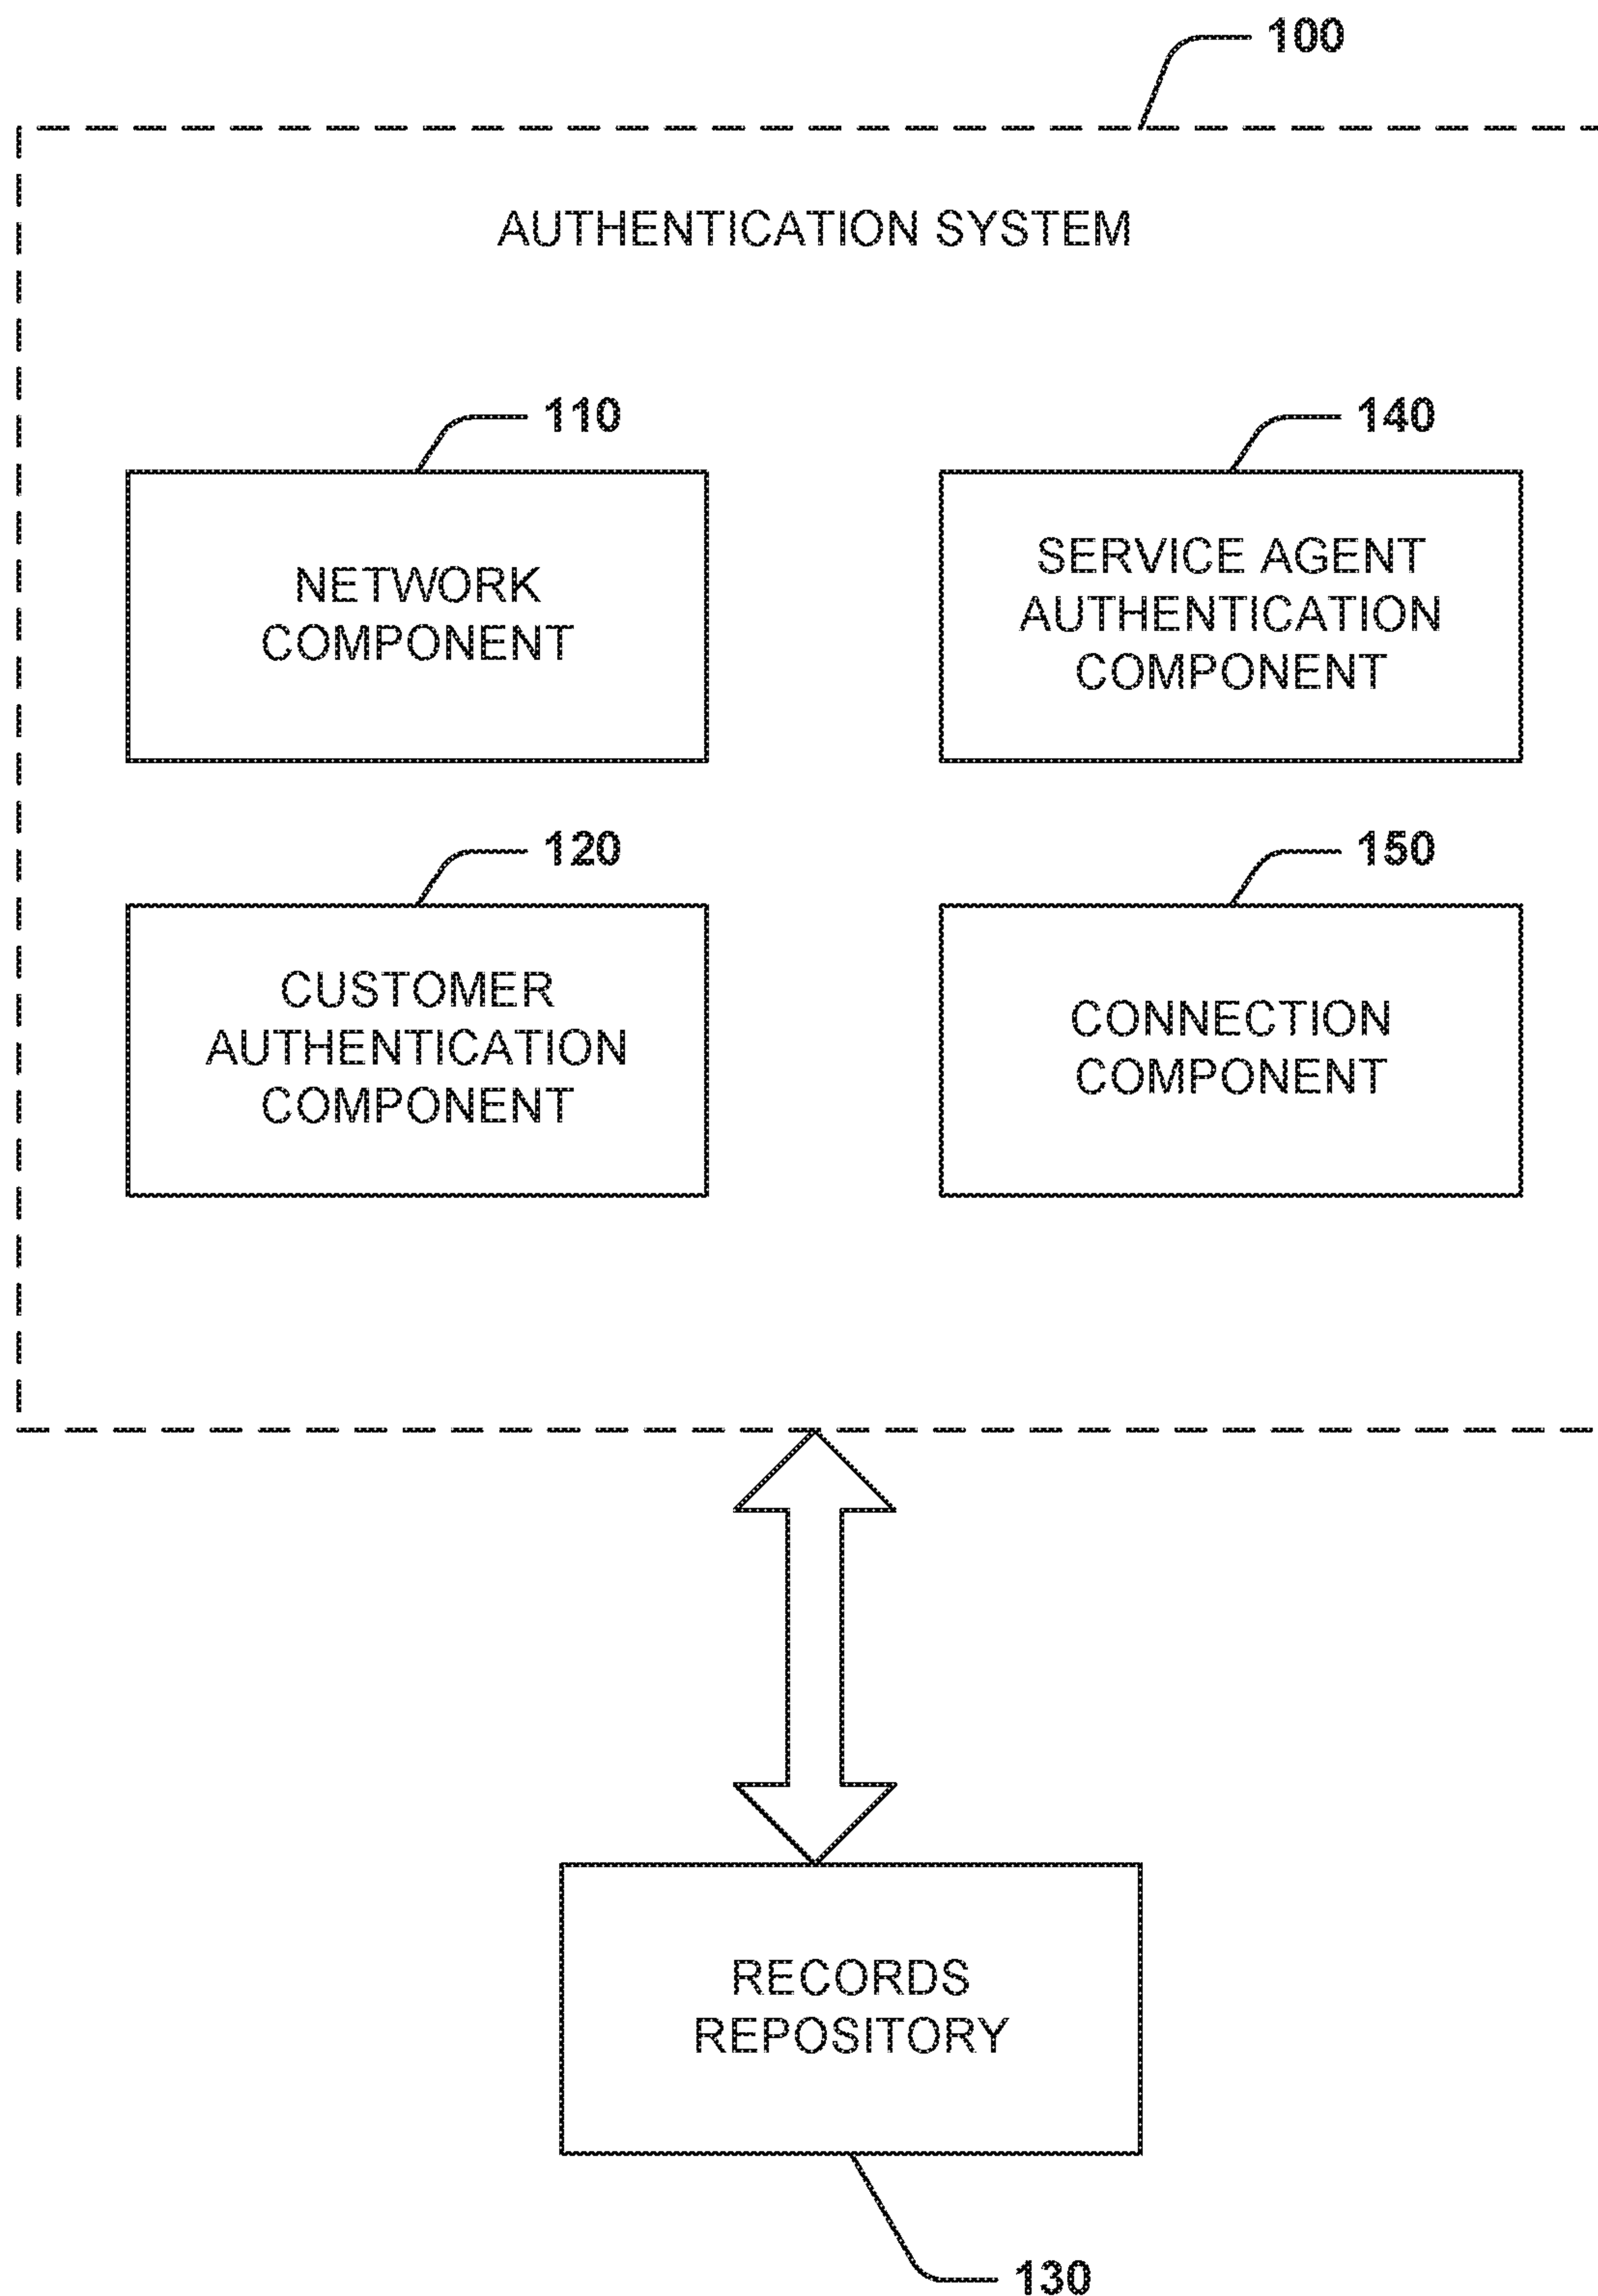 100
AUTHENTICATION SYSTEM
110
NETWORK
COMPONENT
140
SERVICE AGENT
AUTHENTICATION
COMPONENT
120
CUSTOMER
AUTHENTICATION
COMPONENT
150
CONNECTION
COMPONENT
RECORDS
REPOSITORY
130